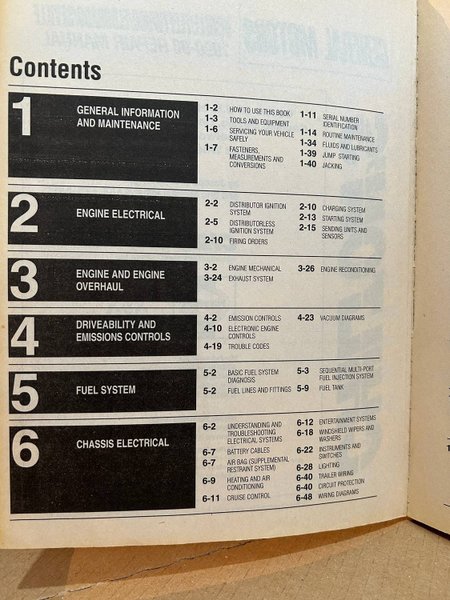 Contents
1
GENERAL INFORMATION
AND MAINTENANCE
1-2 HOW TO USE THIS BOOK
1-3 TOOLS AND EQUIPMENT
1-6 SERVICING YOUR VEHICLE
SAFELY
1-7 FASTENERS,
MEASUREMENTS AND
CONVERSIONS
1-11 SERIAL NUMBER
IDENTIFICATION
1-14 ROUTINE MAINTENANCE
1-34 FLUIDS AND LUBRICANTS
1-39 JUMP STARTING
1-40 JACKING
2
ENGINE ELECTRICAL
2-2 DISTRIBUTOR IGNITION
SYSTEM
2-5 DISTRIBUTORLESS
IGNITION SYSTEM
2-10 FIRING ORDERS
2-10 CHARGING SYSTEM
2-13 STARTING SYSTEM
2-15 SENDING UNITS AND
SENSORS
3
ENGINE AND ENGINE
OVERHAUL
3-2 ENGINE MECHANICAL
3-24 EXHAUST SYSTEM
3-26 ENGINE RECONDITIONING
4
DRIVEABILITY AND
EMISSIONS CONTROLS
4-2 EMISSION CONTROLS
4-10 ELECTRONIC ENGINE
CONTROLS
4-19 TROUBLE CODES
4-23 VACUUM DIAGRAMS
5
FUEL SYSTEM
5-2 BASIC FUEL SYSTEM
DIAGNOSIS
5-2 FUEL LINES AND FITTINGS
5-3 SEQUENTIAL MULTI-PORT
FUEL INJECTION SYSTEM
5-9 FUEL TANK
6
CHASSIS ELECTRICAL
6-2 UNDERSTANDING AND
TROUBLESHOOTING
ELECTRICAL SYSTEMS
6-7 BATTERY CABLES
6-7 AIR BAG (SUPPLEMENTAL
RESTRAINT SYSTEM)
6-9 HEATING AND AIR
CONDITIONING
6-11 CRUISE CONTROL
6-12 ENTERTAINMENT SYSTEMS
6-18 WINDSHIELD WIPERS AND
WASHERS
6-22 INSTRUMENTS AND
SWITCHES
6-28 LIGHTING
6-40 TRAILER WIRING
6-40 CIRCUIT PROTECTION
6-48 WIRING DIAGRAMS